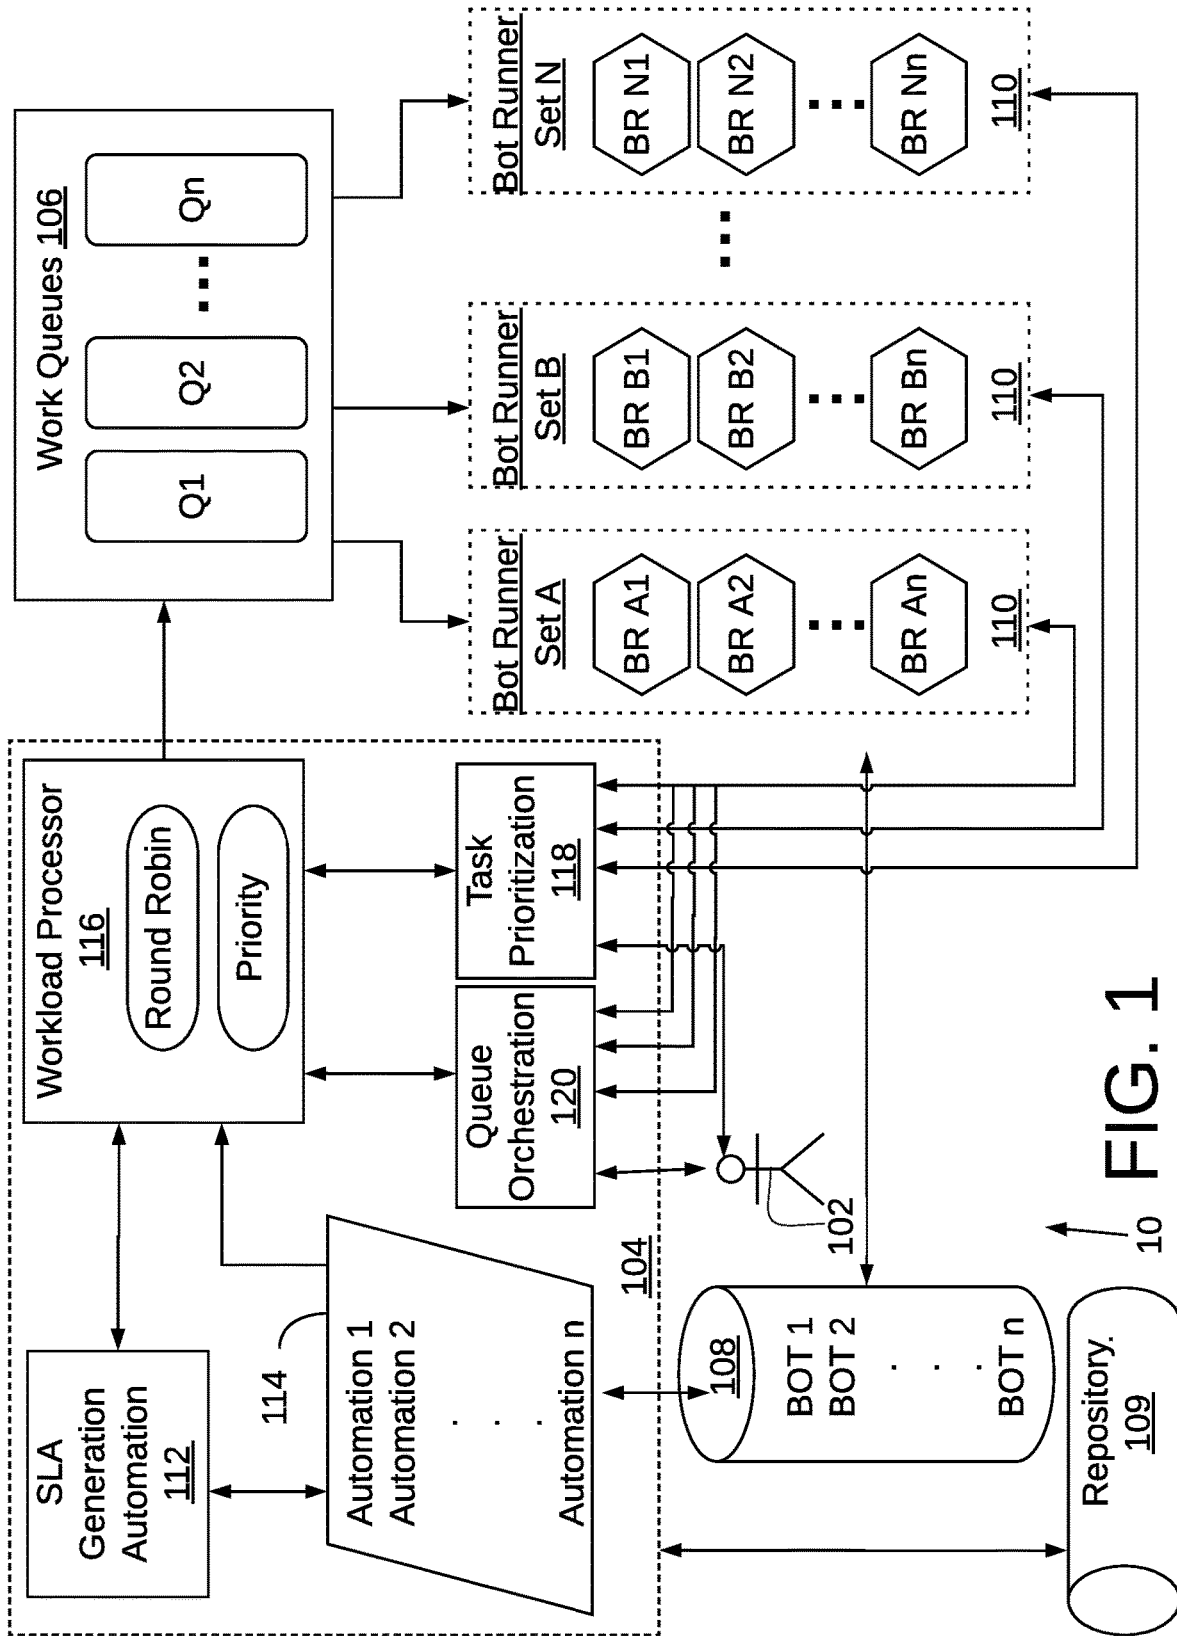 SLA
Generation
Automation
112
Workload Processor
116
Round Robin
Priority
Work Queues 106
Q1
Q2
Qn
114
Automation 1
Automation 2
Automation n
Queue
Orchestration
120
Task
Prioritization
118
104
Bot Runner
Set A
BR A1
BR A2
BR An
110
Bot Runner
Set B
BR B1
BR B2
BR Bn
110
Bot Runner
Set N
BR N1
BR N2
BR Nn
110
108
BOT 1
BOT 2
BOT n
102
Repository.
109
10
FIG. 1